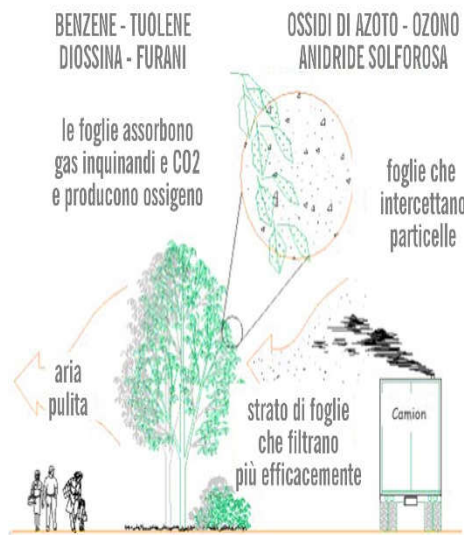 BENZENE - TUOLENE
DIOSSINA - FURANI
OSSIDI DI AZOTO - OZONO
ANIDRIDE SOLFOROSA
le foglie assorbono
gas inquinandi e CO2
e producono ossigeno
foglie che
intercettano
particelle
aria
pulita
strato di foglie
che filtrano
più efficacemente
Camion